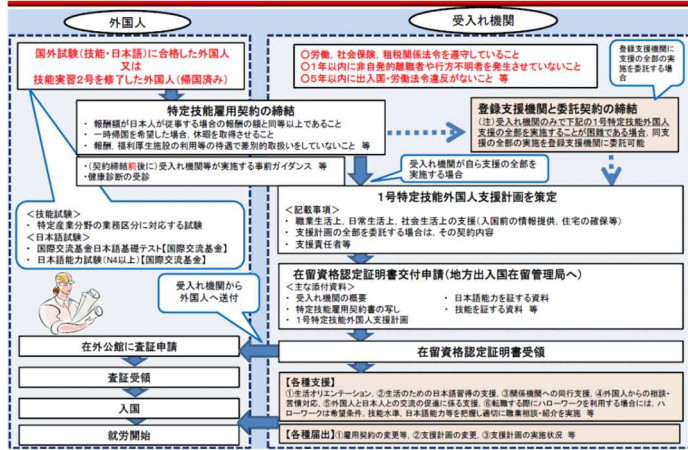 外国人
受入れ機関
国外試験(技能・日本語)に合格した外国人
又は
技能実習2号を修了した外国人(帰国済み)
〇労働，社会保険，租税関係法令を遵守していること
〇1年以内に非自発的離職者や行方不明者を発生させていないこと
〇5年以内に出入国・労働法令違反がないこと 等
登録支援機関に
支援の全部の実
施を委託する場
合
特定技能雇用契約の締結
・ 報酬額が日本人が従事する場合の報酬の額と同等以上であること
・ 一時帰国を希望した場合，休暇を取得させること
・ 報酬，福利厚生施設の利用等の待遇で差別的取扱いをしていないこと 等
登録支援機関と委託契約の締結
(注)受入れ機関のみで下記の1号特定技能外国人
支援の全部を実施することが困難である場合，同支
援の全部の実施を登録支援機関に委託可能
・(契約締結前後に)受入れ機関等が実施する事前ガイダンス 等
・健康診断の受診
受入れ機関が自ら支援の全部を
実施する場合
＜技能試験＞
・ 特定産業分野の業務区分に対応する試験
＜日本語試験＞
・ 国際交流基金日本語基礎テスト【国際交流基金】
・ 日本語能力試験(N4以上)【国際交流基金】
1号特定技能外国人支援計画を策定
＜記載事項＞
・ 職業生活上，日常生活上，社会生活上の支援(入国前の情報提供，住宅の確保等)
・ 支援計画の全部を委託する場合は，その契約内容
・ 支援責任者等
受入れ機関から
外国人へ送付
在留資格認定証明書交付申請(地方出入国在留管理局へ)
＜主な添付資料＞
・ 受入れ機関の概要
・ 特定技能雇用契約書の写し
・ 1号特定技能外国人支援計画
・ 日本語能力を証する資料
・ 技能を証する資料 等
在外公館に査証申請
在留資格認定証明書受領
査証受領
入国
就労開始
【各種支援】
①生活オリエンテーション，②生活のための日本語習得の支援，③関係機関への同行支援，④外国人からの相談・
苦情対応，⑤外国人と日本人との交流の促進に係る支援，⑥転職する際にハローワークを利用する場合には，ハ
ローワークは希望条件，技能水準，日本語能力等を把握し適切に職業相談・紹介を実施 等
【各種届出】①雇用契約の変更等，②支援計画の変更，③支援計画の実施状況 等